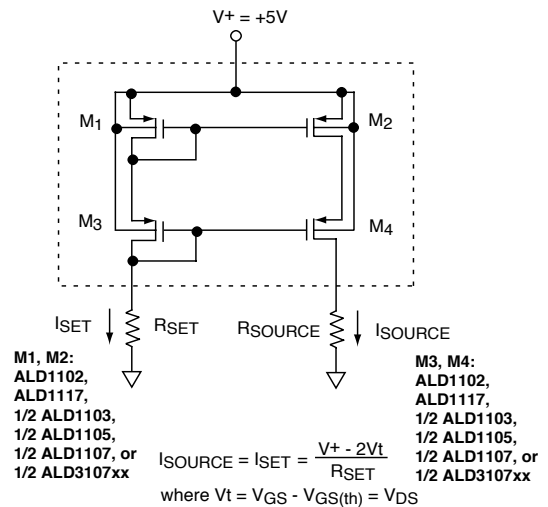 V+ = +5V
M1
M2
M3
M4
ISET
RSET
RSOURCE
ISOURCE
M1, M2:
ALD1102,
ALD1117,
1/2 ALD1103,
1/2 ALD1105,
1/2 ALD1107, or
1/2 ALD3107xx
M3, M4:
ALD1102,
ALD1117,
1/2 ALD1103,
1/2 ALD1105,
1/2 ALD1107, or
1/2 ALD3107xx
ISOURCE = ISET = V+ - 2Vt / RSET
where Vt = VGS - VGS(th) = VDS